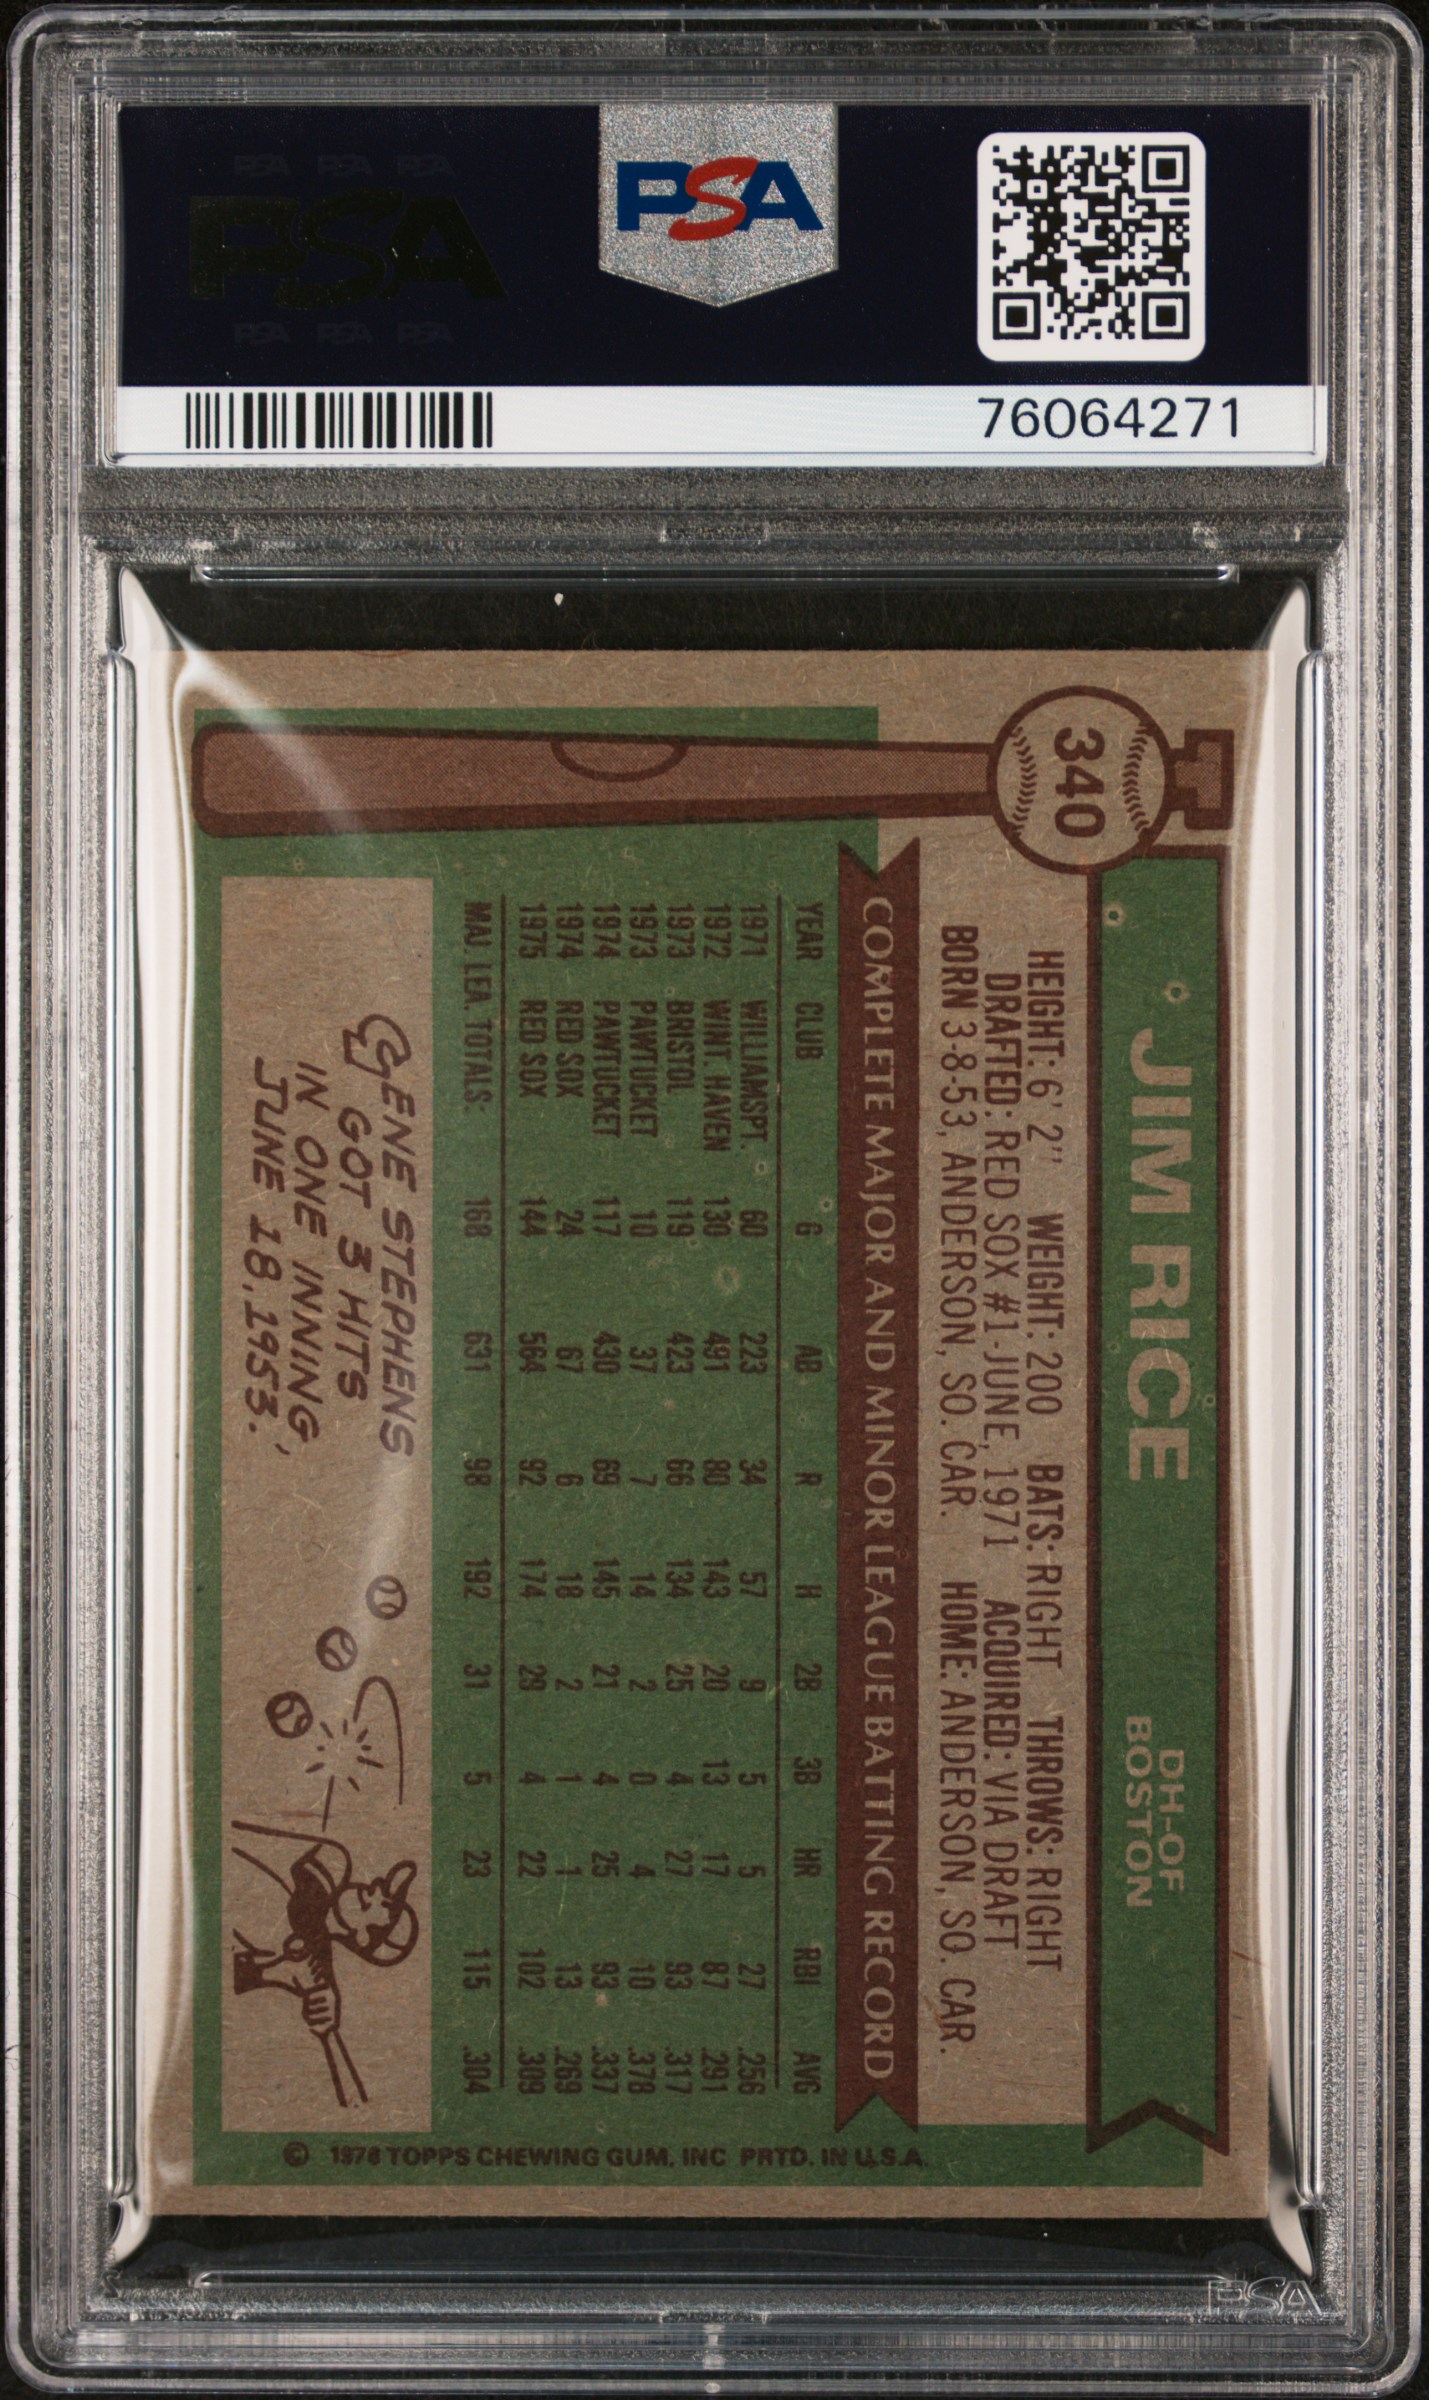 PSA PSA PSA
PSA
PSA PSA PSA
PSA
76064271
340
JIM RICE
DH-OF
BOSTON
HEIGHT: 6' 2" WEIGHT: 200 BATS: RIGHT THROWS: RIGHT
DRAFTED: RED SOX #1-JUNE, 1971 ACQUIRED: VIA DRAFT
BORN 3-8-53, ANDERSON, SO. CAR. HOME: ANDERSON, SO. CAR.
COMPLETE MAJOR AND MINOR LEAGUE BATTING RECORD
YEAR CLUB G AB R H 2B 3B HR RBI AVG
1971 WILLIAMSPT. 60 223 34 57 9 5 5 27 .256
1972 WINT. HAVEN 130 491 80 143 20 13 17 87 .291
1973 BRISTOL 119 423 66 134 25 4 27 93 .317
1973 PAWTUCKET 10 37 7 14 2 0 4 10 .378
1974 PAWTUCKET 117 430 69 145 21 4 25 93 .337
1974 RED SOX 24 67 6 18 2 1 1 13 .269
1975 RED SOX 144 564 92 174 29 4 22 102 .309
MAJ. LEA. TOTALS: 168 631 98 192 31 5 23 115 .304
GENE STEPHENS
GOT 3 HITS
IN ONE INNING,
JUNE 18, 1953.
© 1976 TOPPS CHEWING GUM, INC PRTD. IN U.S.A.
PSA